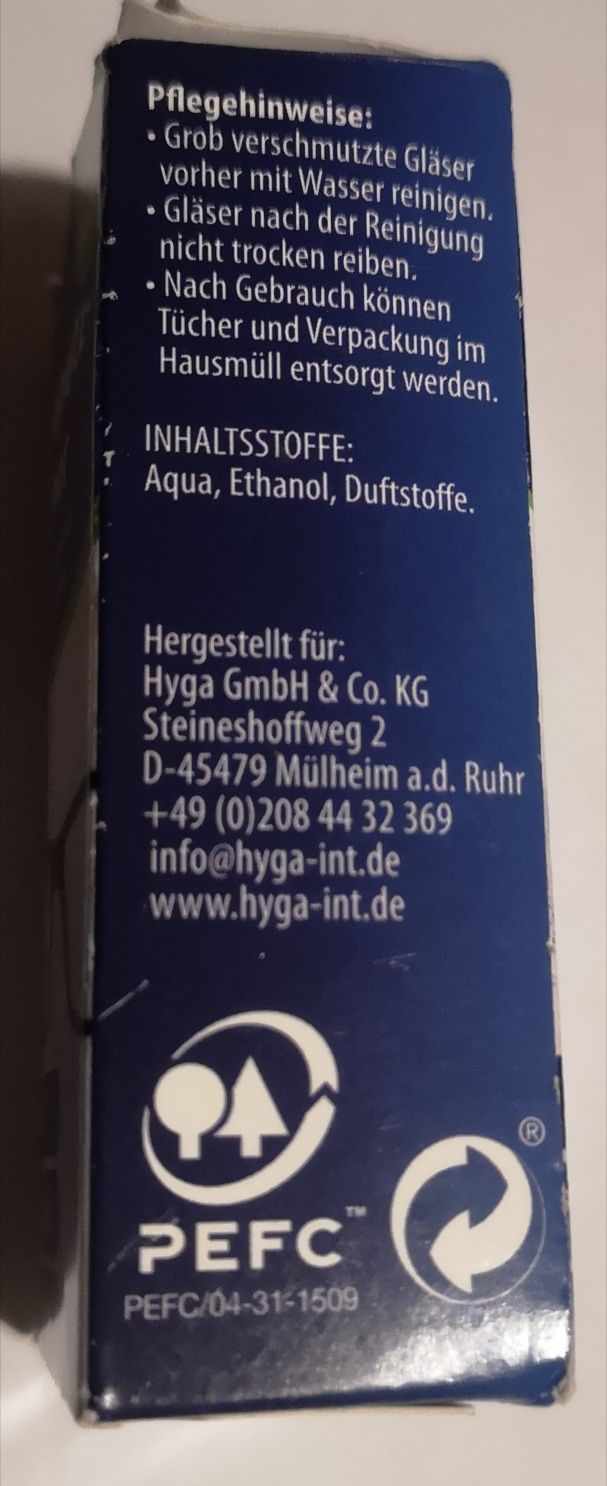 Pflegehinweise:
• Grob verschmutzte Gläser
vorher mit Wasser reinigen.
• Gläser nach der Reinigung
nicht trocken reiben.
• Nach Gebrauch können
Tücher und Verpackung im
Hausmüll entsorgt werden.
INHALTSSTOFFE:
Aqua, Ethanol, Duftstoffe.
Hergestellt für:
Hyga GmbH & Co. KG
Steineshoffweg 2
D-45479 Mülheim a.d. Ruhr
+49 (0)208 44 32 369
info@hyga-int.de
www.hyga-int.de
®
PEFC™
PEFC/04-31-1509